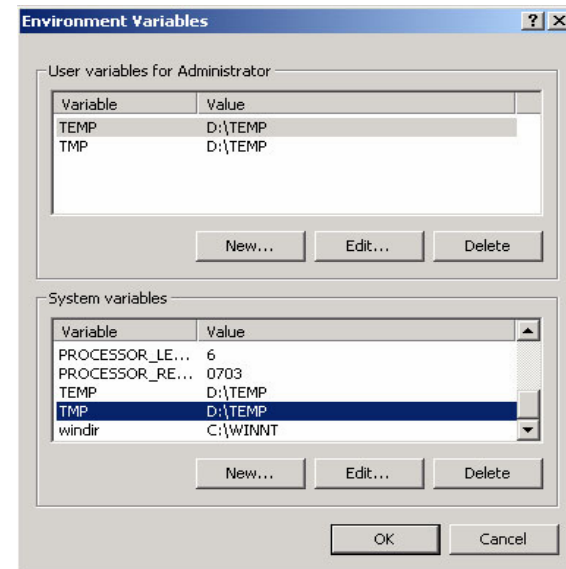 Environment Variables
User variables for Administrator
Variable Value
TEMP D:\TEMP
TMP D:\TEMP
New... Edit... Delete
System variables
Variable Value
PROCESSOR_LE... 6
PROCESSOR_RE... 0703
TEMP D:\TEMP
TMP D:\TEMP
windir C:\WINNT
New... Edit... Delete
OK Cancel